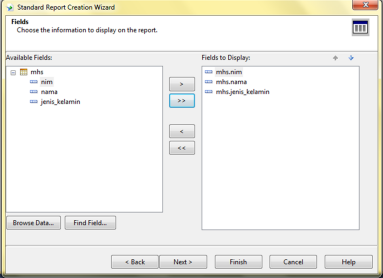 Standard Report Creation Wizard
Fields
Choose the information to display on the report.
Available Fields:
mhs
nim
nama
jenis_kelamin
>
>>
<
<<
Fields to Display:
mhs.nim
mhs.nama
mhs.jenis_kelamin
Browse Data... Find Field...
< Back Next > Finish Cancel Help